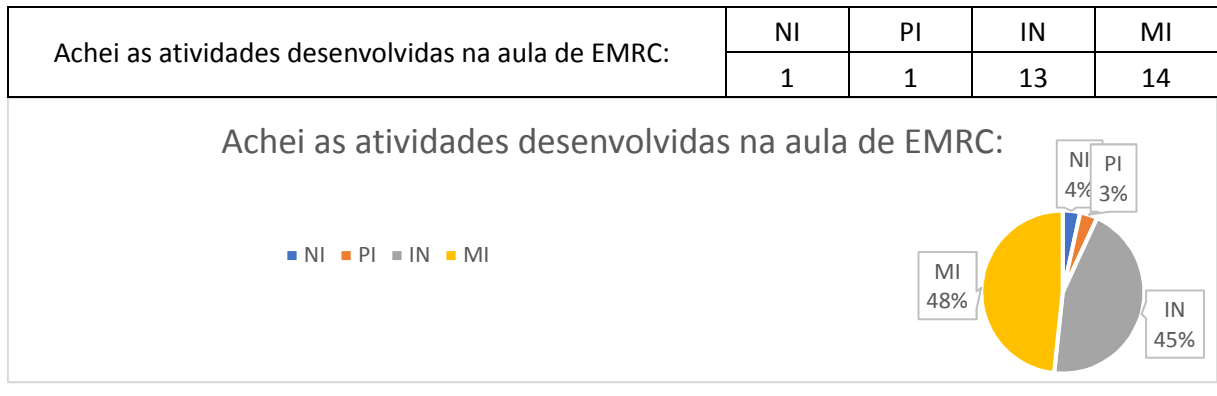 Achei as atividades desenvolvidas na aula de EMRC:
NI PI IN MI
1 1 13 14
Achei as atividades desenvolvidas na aula de EMRC:
NI
4%
PI
3%
NI PI IN MI
MI
48%
IN
45%